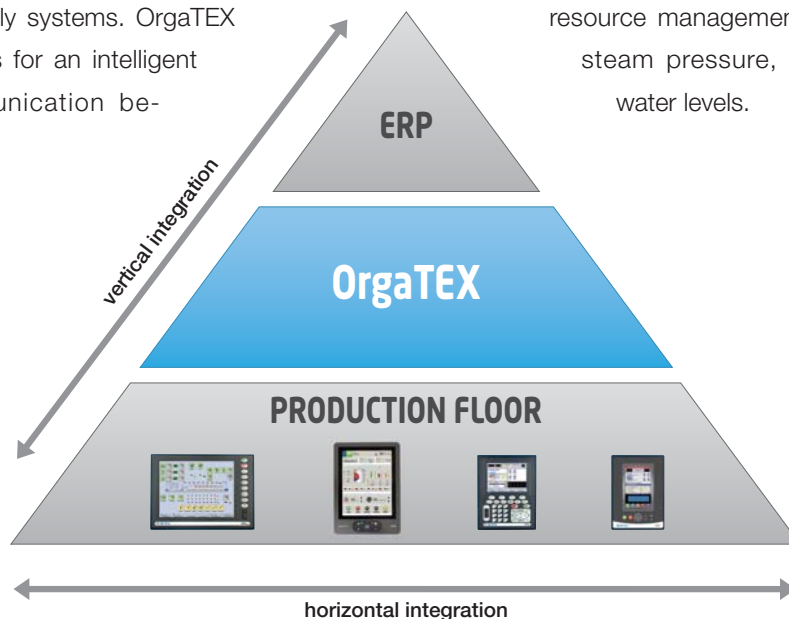 ly systems. OrgaTEX
for an intelligent
unication be-
resource managemen
steam pressure,
water levels.
ERP
vertical integration
OrgaTEX
PRODUCTION FLOOR
horizontal integration